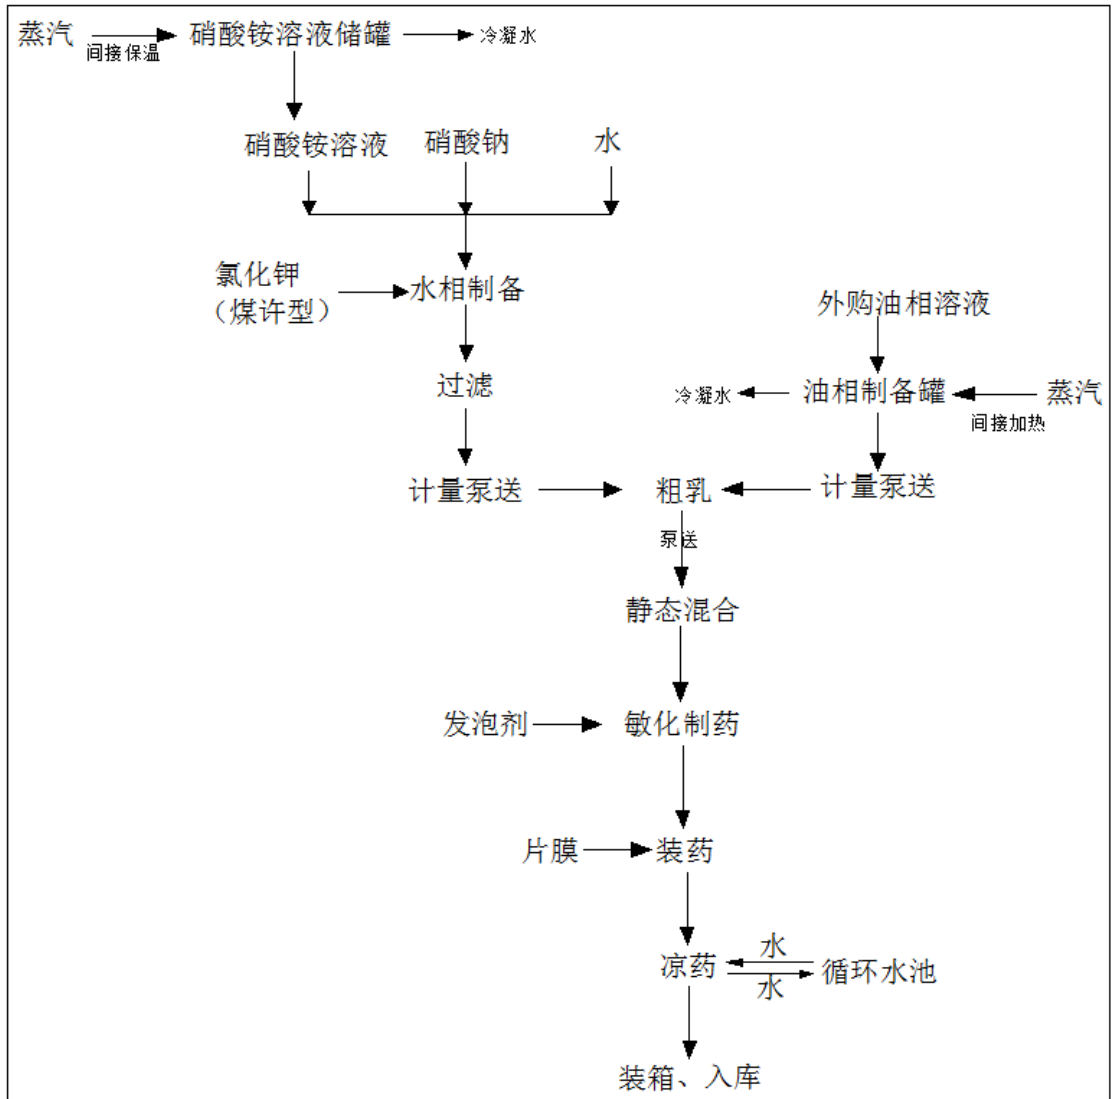 蒸汽
间接保温
硝酸铵溶液储罐
冷凝水
硝酸铵溶液
硝酸钠
水
氯化钾
（煤许型）
水相制备
外购油相溶液
过滤
冷凝水
油相制备罐
蒸汽
间接加热
计量泵送
粗乳
计量泵送
泵送
静态混合
发泡剂
敏化制药
片膜
装药
凉药
水
水
循环水池
装箱、入库